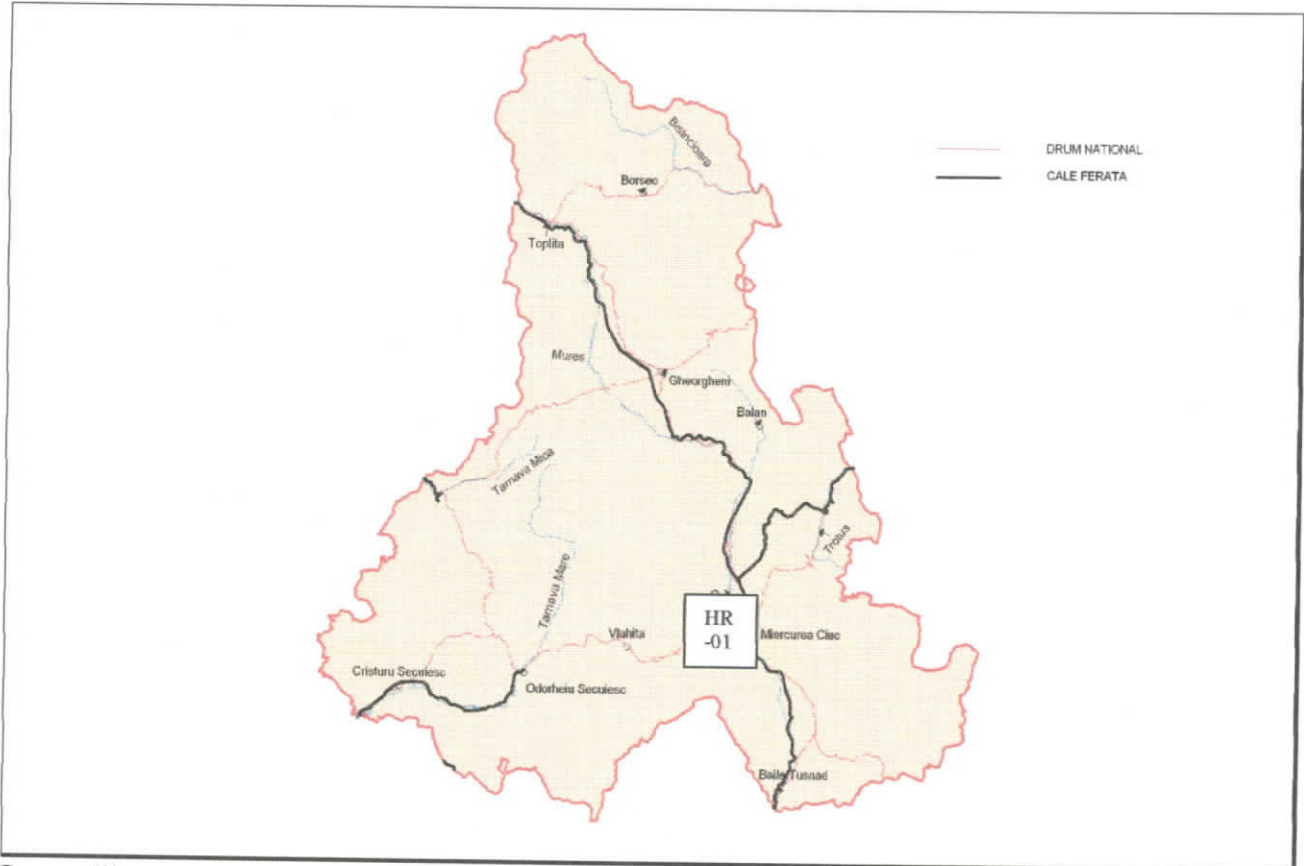 Bistricioara
DRUM NATIONAL
Borsec
CALE FERATA
Toplita
Mures
Gheorgheni
Balan
Tarnava Mica
Trotus
Tarnava Mare
HR
-01
Vlahita
Miercurea Ciuc
Cristuru Secuiesc
Odorheiu Secuiesc
Baile Tusnad